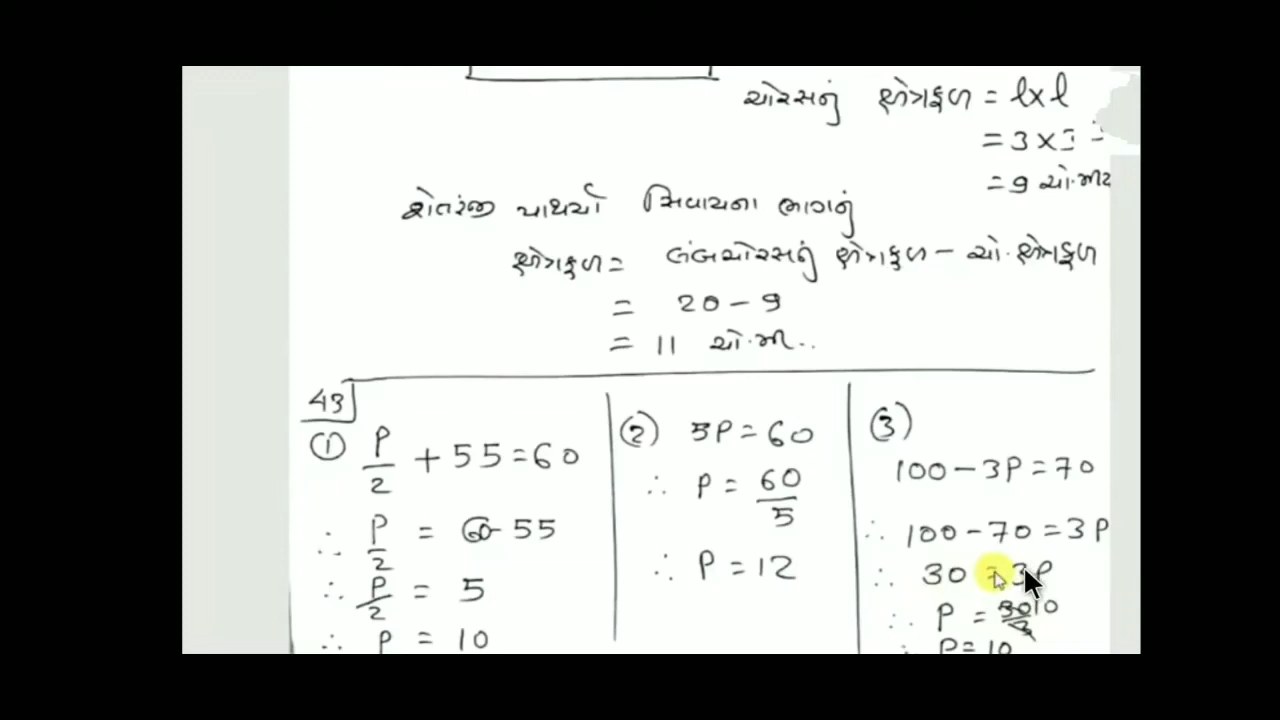 ચોરસનું ક્ષેત્રફળ = l×l
= 3 × 3
= 9 ચો.મીટર
શેતરંજી પાથર્યા સિવાયના ભાગનું
ક્ષેત્રફળ = લંબચોરસનું ક્ષેત્રફળ - ચો. ક્ષેત્રફળ
= 20 - 9
= 11 ચો.મી..
43
① P/2 + 55 = 60
∴ P/2 = 60 - 55
∴ P/2 = 5
∴ P = 10
② 5P = 60
∴ P = 60/5
∴ P = 12
③
100 - 3P = 70
∴ 100 - 70 = 3P
∴ 30 = 3P
∴ P = 30/3 10
∴ P = 10